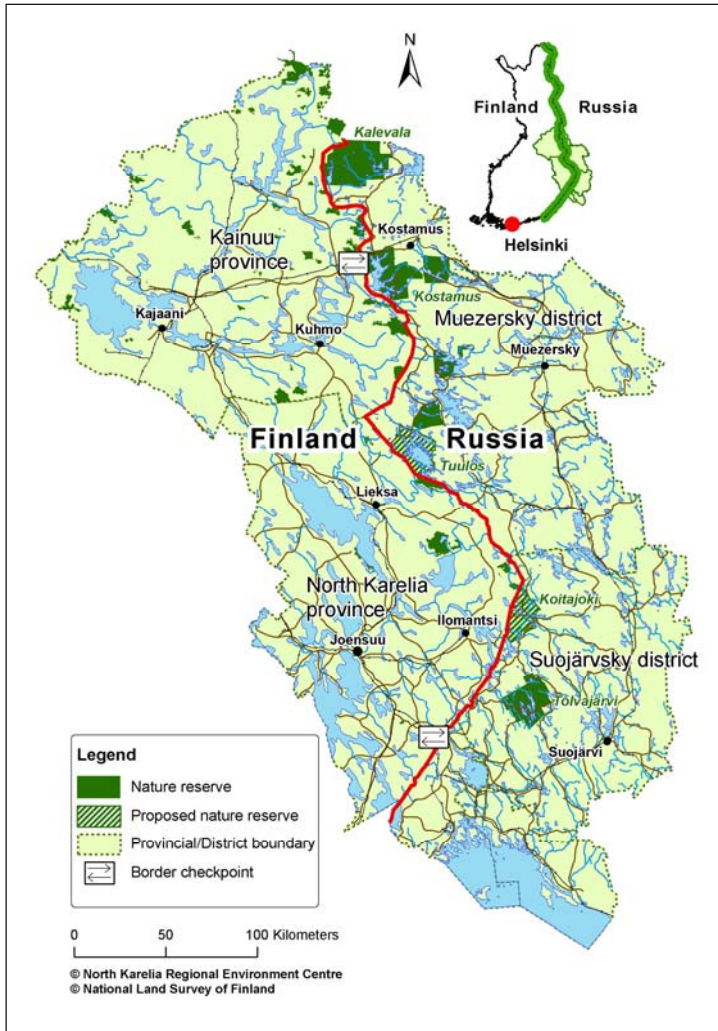 N
Finland
Russia
Helsinki
Kalevala
Kostamus
Kainuu
province
Kostamus
Muezersky district
Kajaani
Kuhmo
Muezersky
Finland
Russia
Tuulos
Lieksa
North Karelia
province
Koitajoki
Ilomantsi
Joensuu
Suojärvsky district
Tolvajärvi
Suojärvi
Legend
Nature reserve
Proposed nature reserve
Provincial/District boundary
Border checkpoint
0 50 100 Kilometers
© North Karelia Regional Environment Centre
© National Land Survey of Finland